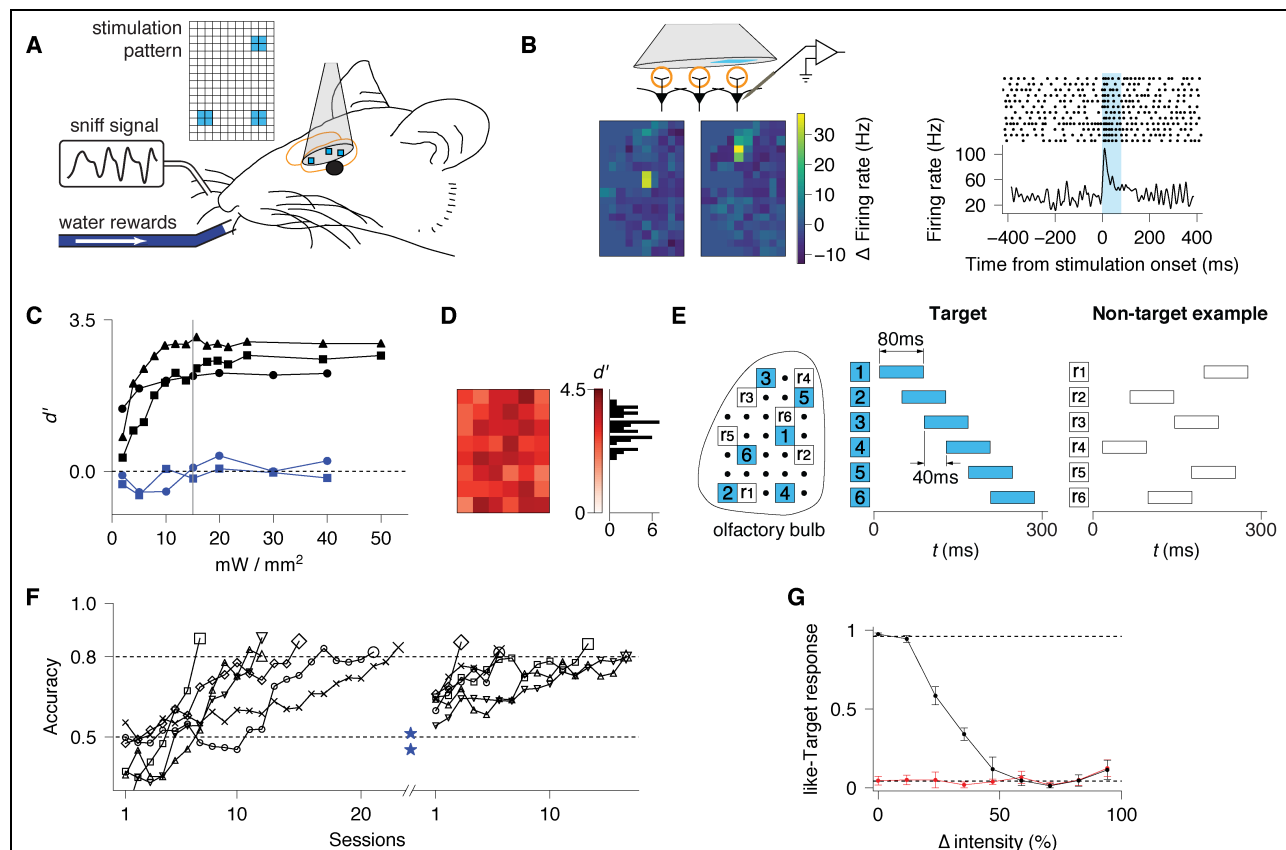 A
stimulation
pattern
sniff signal
water rewards
B
30
20
10
0
−10
Δ Firing rate (Hz)
100
60
20
Firing rate (Hz)
−400 −200 0 200 400
Time from stimulation onset (ms)
C
3.5
0.0
d'
0 10 20 30 40 50
mW / mm²
D
d'
4.5
0
0 6
E
3 r4
r3 5
r6
r5 1
6 r2
2 r1 4
olfactory bulb
Target
80ms
1
2
3
4
5
6
40ms
0 300
t (ms)
Non-target example
r1
r2
r3
r4
r5
r6
0 300
t (ms)
F
1.0
0.8
0.5
Accuracy
1 10 20 1 10
Sessions
G
1
0.5
0
like-Target response
0 50 100
Δ intensity (%)